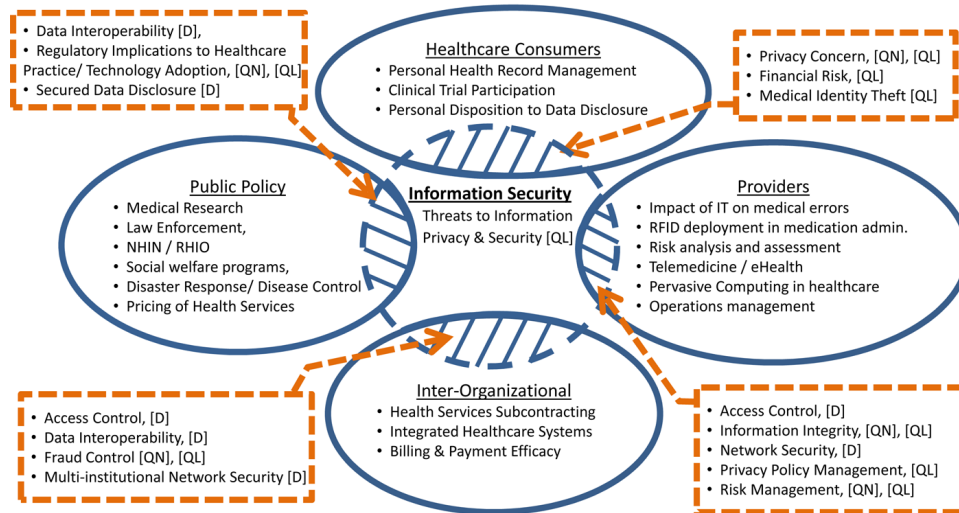 • Data Interoperability [D],
• Regulatory Implications to Healthcare
Practice/ Technology Adoption, [QN], [QL]
• Secured Data Disclosure [D]
Healthcare Consumers
• Personal Health Record Management
• Clinical Trial Participation
• Personal Disposition to Data Disclosure
• Privacy Concern, [QN], [QL]
• Financial Risk, [QL]
• Medical Identity Theft [QL]
Public Policy
• Medical Research
• Law Enforcement,
• NHIN / RHIO
• Social welfare programs,
• Disaster Response/ Disease Control
• Pricing of Health Services
Information Security
Threats to Information
Privacy & Security [QL]
Providers
• Impact of IT on medical errors
• RFID deployment in medication admin.
• Risk analysis and assessment
• Telemedicine / eHealth
• Pervasive Computing in healthcare
• Operations management
Inter-Organizational
• Health Services Subcontracting
• Integrated Healthcare Systems
• Billing & Payment Efficacy
• Access Control, [D]
• Data Interoperability, [D]
• Fraud Control [QN], [QL]
• Multi-institutional Network Security [D]
• Access Control, [D]
• Information Integrity, [QN], [QL]
• Network Security, [D]
• Privacy Policy Management, [QL]
• Risk Management, [QN], [QL]